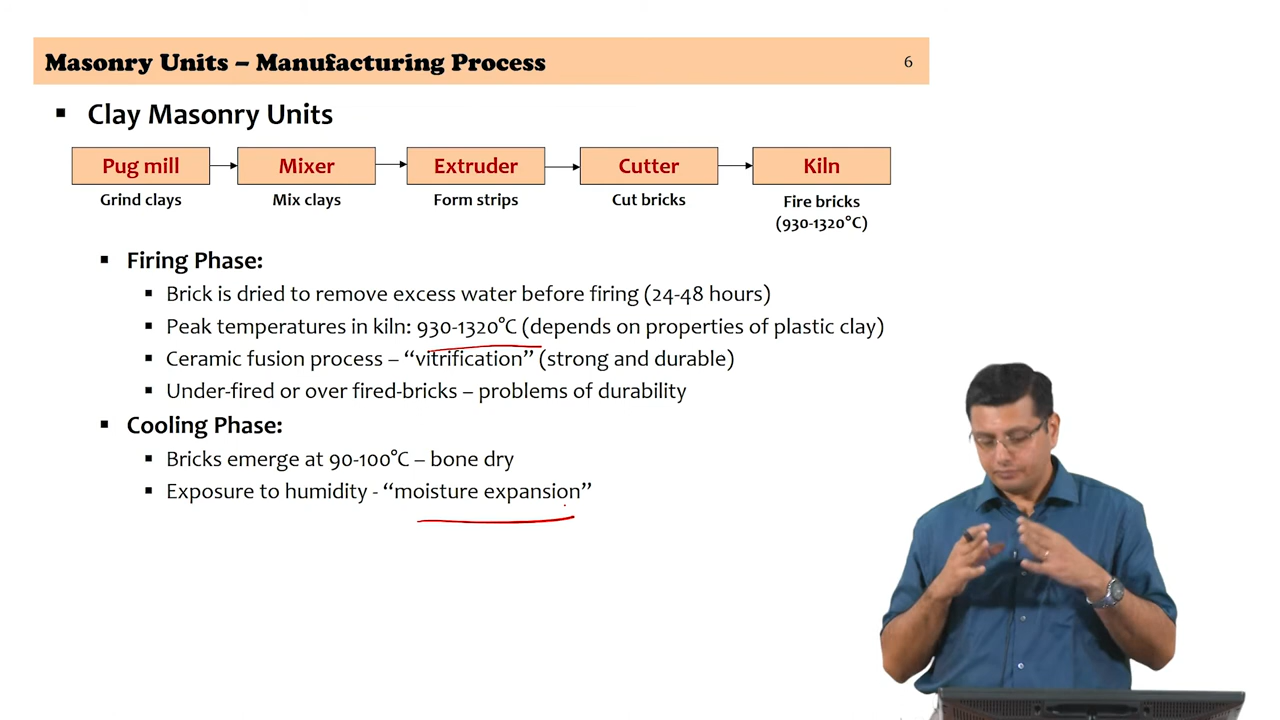 Masonry Units – Manufacturing Process
6
▪ Clay Masonry Units
Pug mill
Mixer
Extruder
Cutter
Kiln
Grind clays
Mix clays
Form strips
Cut bricks
Fire bricks
(930-1320°C)
▪ Firing Phase:
▪ Brick is dried to remove excess water before firing (24-48 hours)
▪ Peak temperatures in kiln: 930-1320°C (depends on properties of plastic clay)
▪ Ceramic fusion process – “vitrification” (strong and durable)
▪ Under-fired or over fired-bricks – problems of durability
▪ Cooling Phase:
▪ Bricks emerge at 90-100°C – bone dry
▪ Exposure to humidity - “moisture expansion”